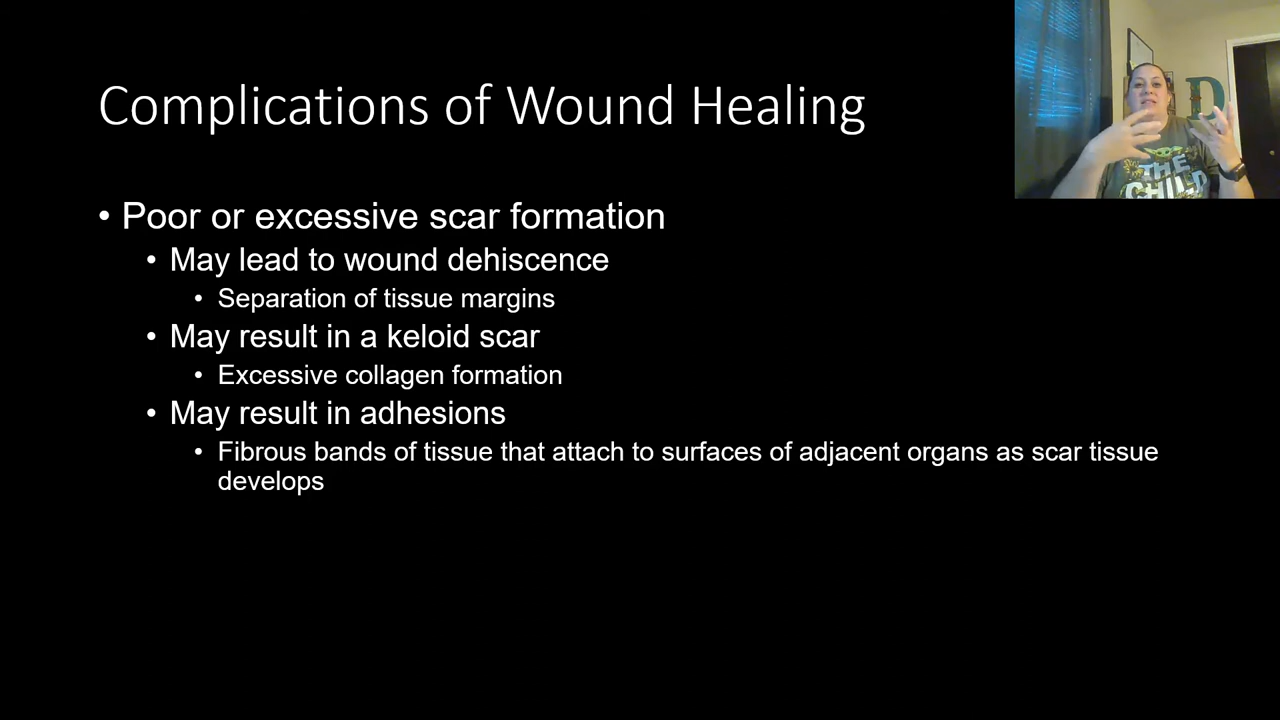 Complications of Wound Healing
• Poor or excessive scar formation
• May lead to wound dehiscence
• Separation of tissue margins
• May result in a keloid scar
• Excessive collagen formation
• May result in adhesions
• Fibrous bands of tissue that attach to surfaces of adjacent organs as scar tissue
develops
D
THE
CHILD